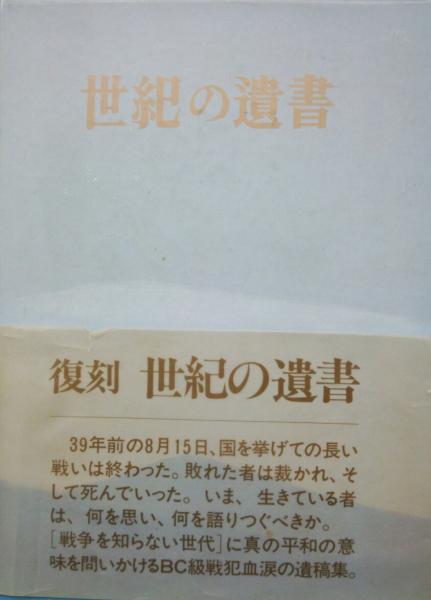 世紀の遺書
復刻 世紀の遺書
39年前の8月15日、国を挙げての長い
戦いは終わった。敗れた者は裁かれ、そ
して死んでいった。いま、生きている者
は、何を思い、何を語りつぐべきか。
[戦争を知らない世代]に真の平和の意
味を問いかけるBC級戦犯血涙の遺稿集。